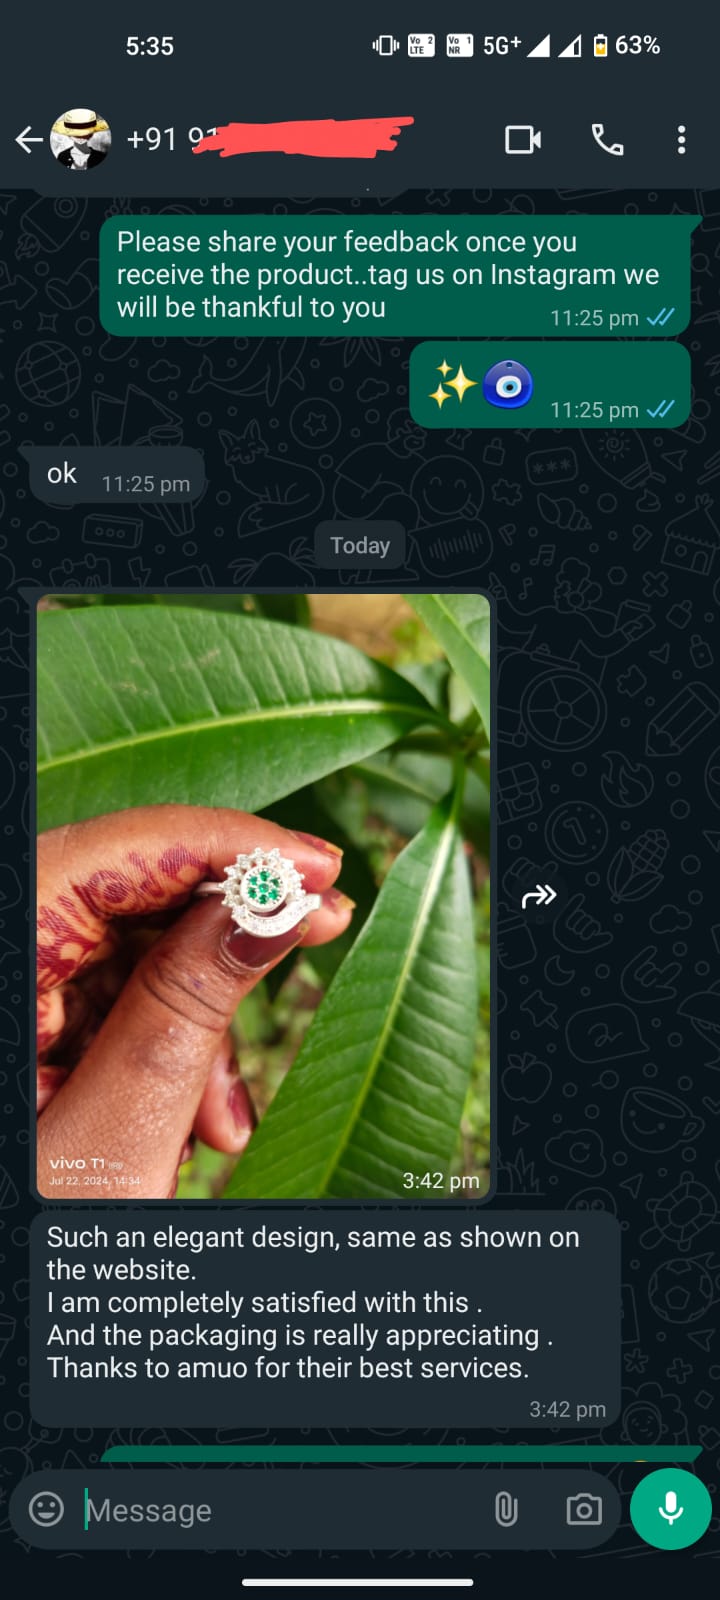 5:35
Vo 2
LTE
Vo 1
NR
5G+
63%
+91 91
Please share your feedback once you
receive the product..tag us on Instagram we
will be thankful to you
11:25 pm
11:25 pm
ok
11:25 pm
Today
vivo T1
Jul 22, 2024, 14:34
3:42 pm
Such an elegant design, same as shown on
the website.
I am completely satisfied with this .
And the packaging is really appreciating .
Thanks to amuo for their best services.
3:42 pm
Message